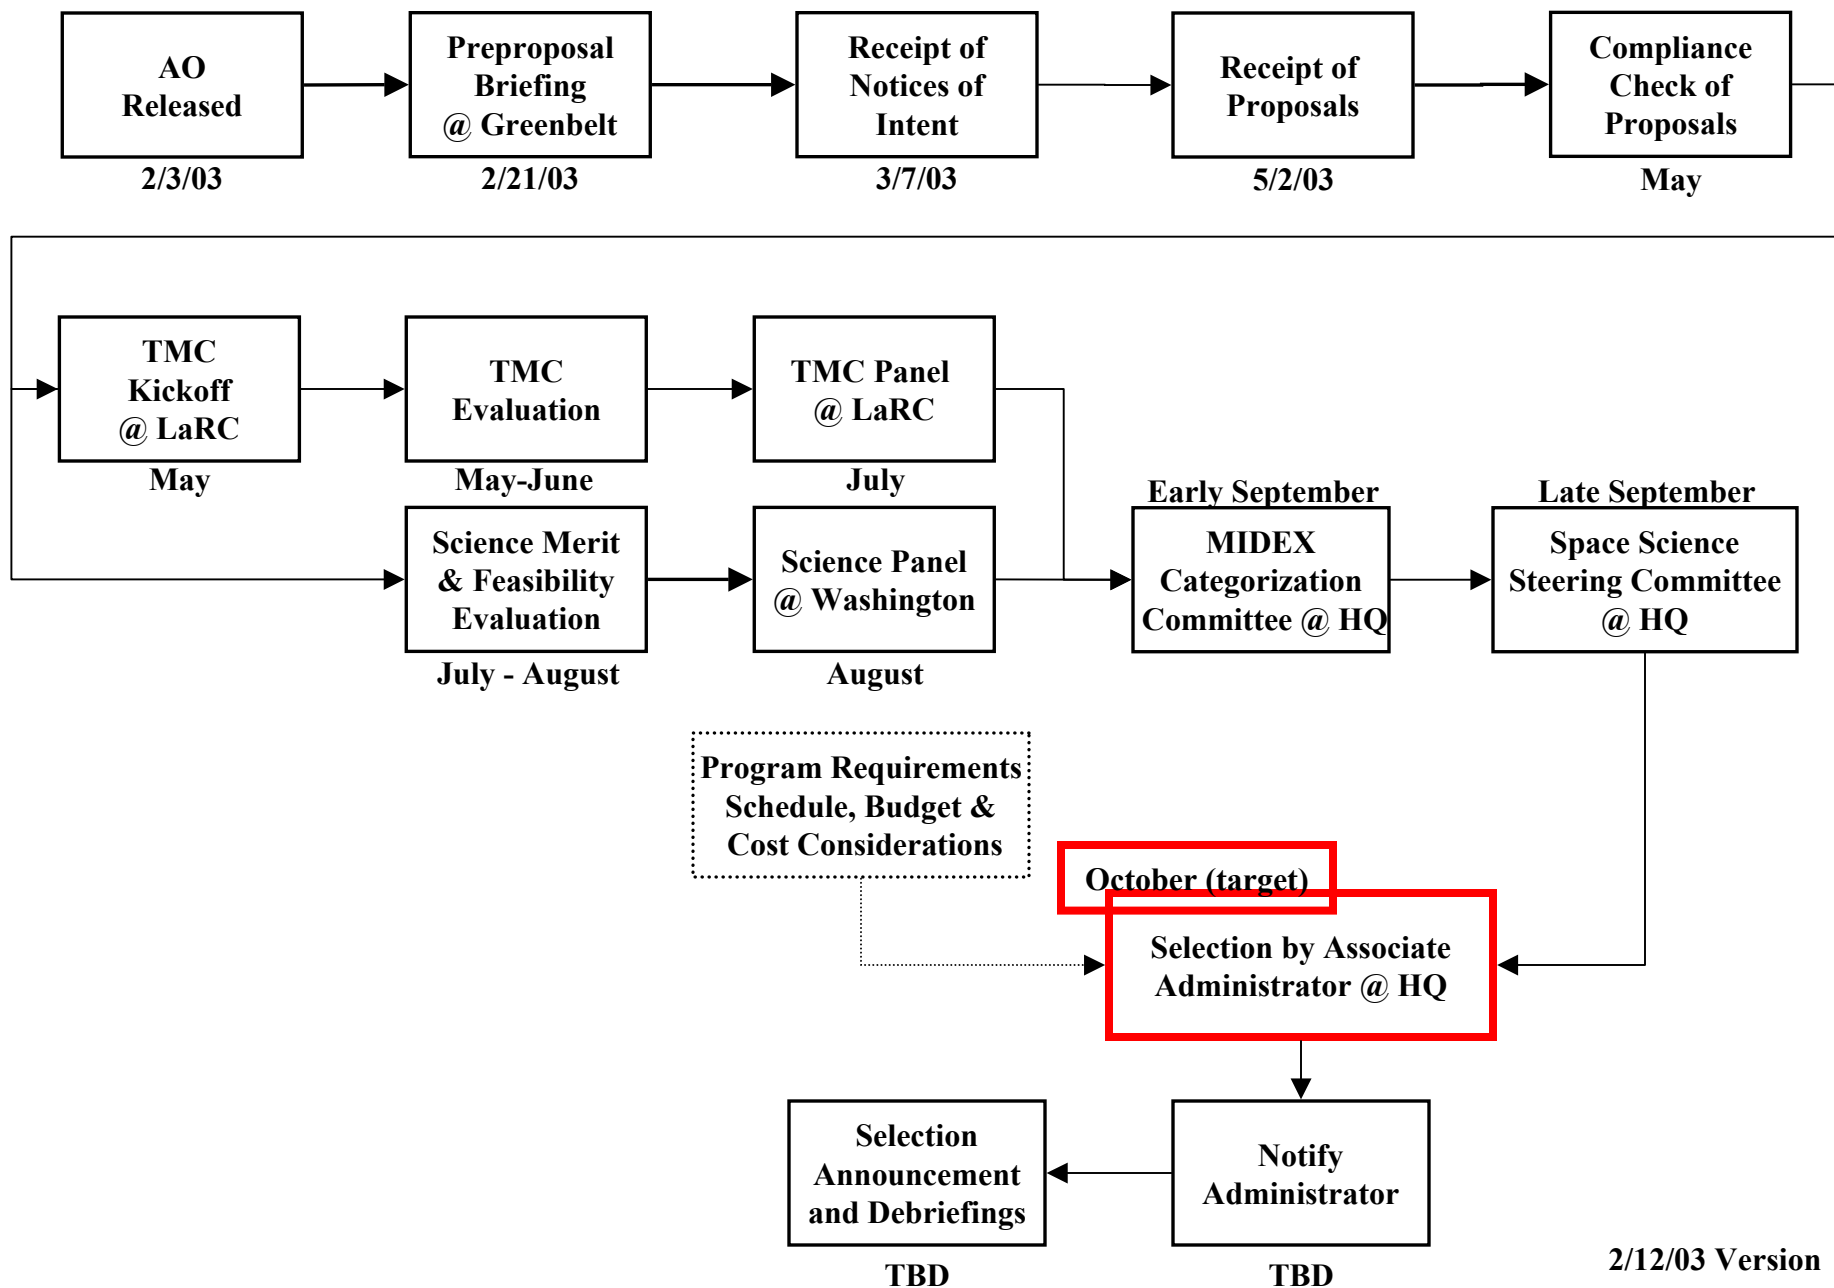 AO
Released
2/3/03
Preproposal
Briefing
@ Greenbelt
2/21/03
Receipt of
Notices of
Intent
3/7/03
Receipt of
Proposals
5/2/03
Compliance
Check of
Proposals
May
TMC
Kickoff
@ LaRC
May
TMC
Evaluation
May-June
TMC Panel
@ LaRC
July
Science Merit
& Feasibility
Evaluation
July - August
Science Panel
@ Washington
August
Early September
MIDEX
Categorization
Committee @ HQ
Late September
Space Science
Steering Committee
@ HQ
Program Requirements
Schedule, Budget &
Cost Considerations
October (target)
Selection by Associate
Administrator @ HQ
Notify
Administrator
TBD
Selection
Announcement
and Debriefings
TBD
2/12/03 Version